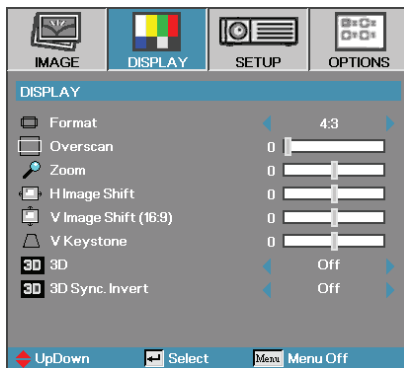 IMAGE DISPLAY SETUP OPTIONS
DISPLAY
Format 4:3
Overscan 0
Zoom 0
H Image Shift 0
V Image Shift (16:9) 0
V Keystone 0
3D 3D Off
3D 3D Sync. Invert Off
UpDown Select Menu Menu Off